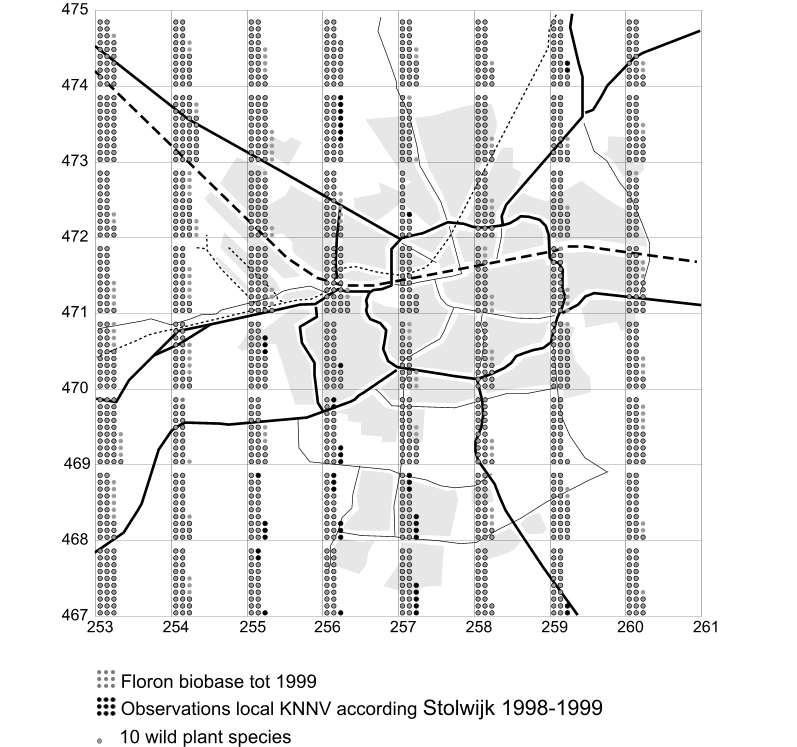 475
474
473
472
471
470
469
468
467
253 254 255 256 257 258 259 260 261
Floron biobase tot 1999
Observations local KNNV according Stolwijk 1998-1999
10 wild plant species